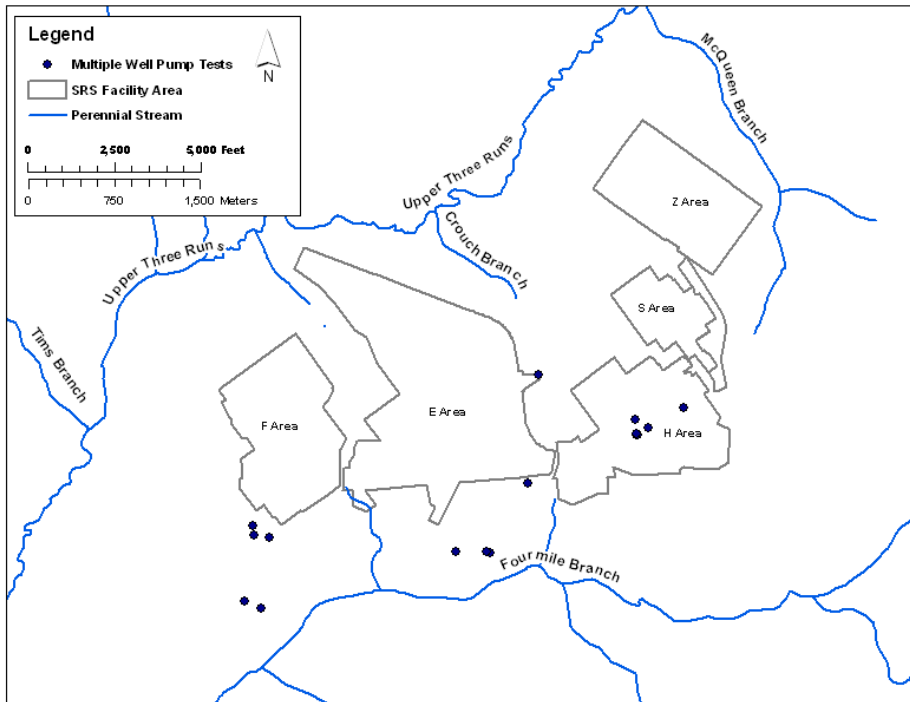 Legend
Multiple Well Pump Tests
N
SRS Facility Area
Perennial Stream
0 2,500 5,000 Feet
0 750 1,500 Meters
McQueen Branch
Upper Three Runs
Z Area
Crouch Branch
Upper Three Runs
S Area
Tims Branch
E Area
F Area
H Area
Fourmile Branch